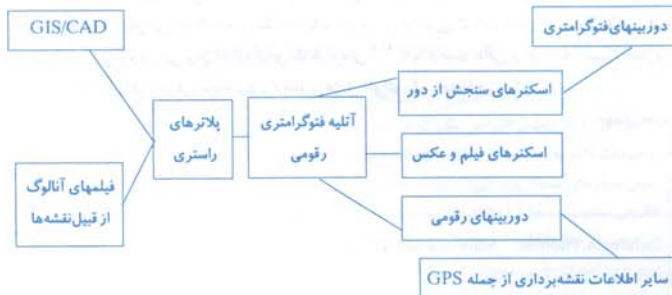 دوربینهای فتوگرامتری
GIS/CAD
اسکنرهای سنجش از دور
آتلیه فتوگرامتری
رقومی
پلاترهای
راستری
اسکنرهای فیلم و عکس
فیلمهای آنالوگ
از قبیل نقشه‌ها
دوربینهای رقومی
سایر اطلاعات نقشه‌برداری از جمله GPS